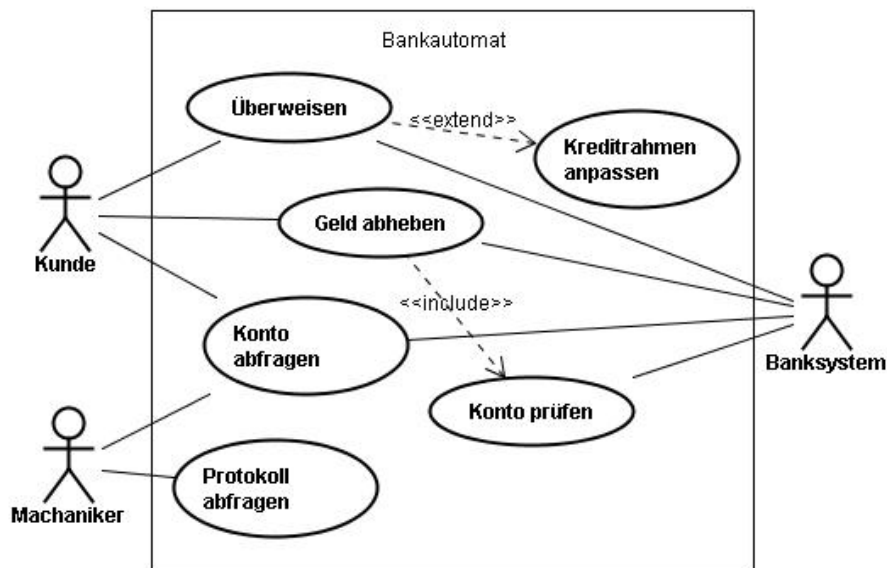 Bankautomat
Überweisen
<<extend>>
Kreditrahmen
anpassen
Kunde
Geld abheben
<<include>>
Konto
abfragen
Banksystem
Konto prüfen
Machaniker
Protokoll
abfragen